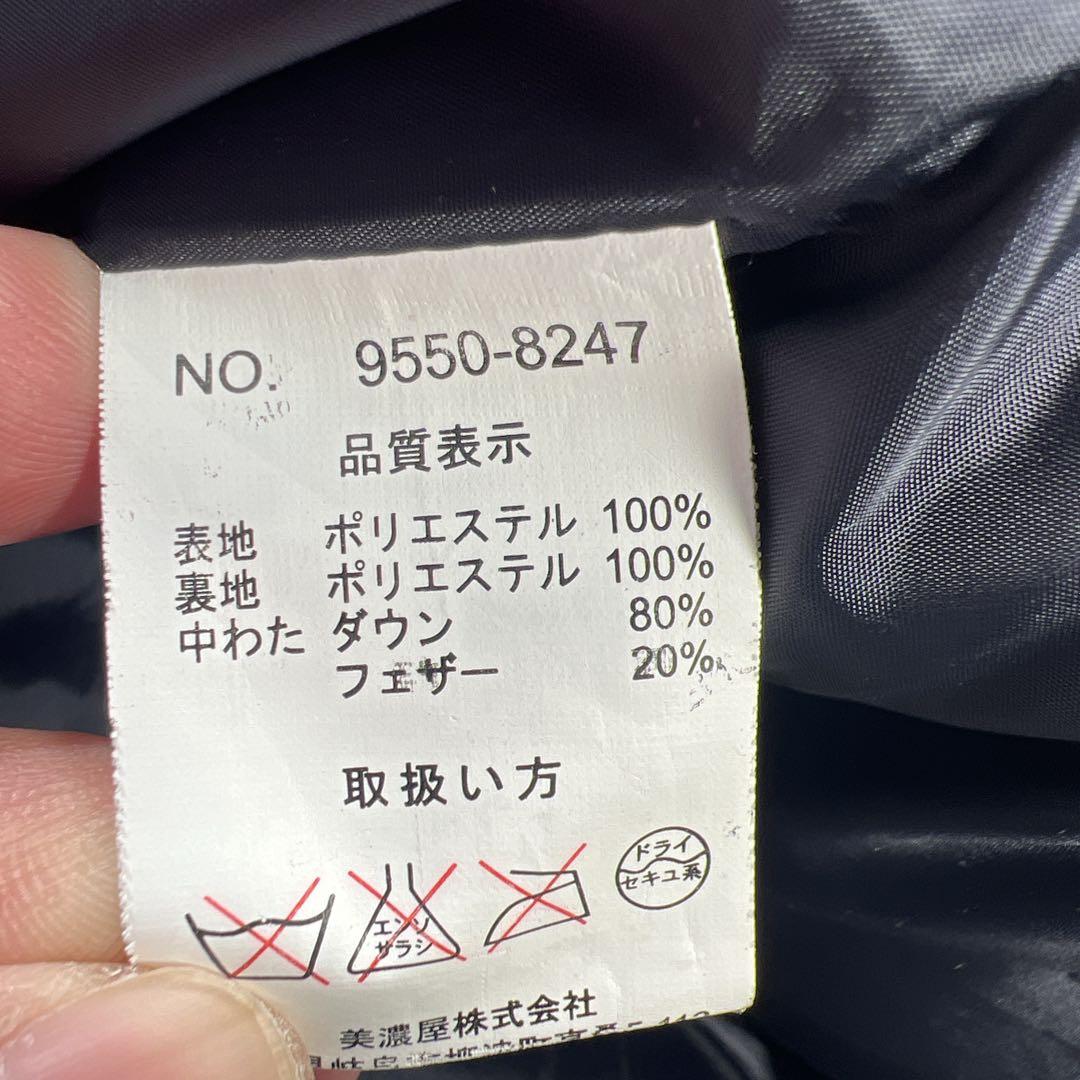 NO. 9550-8247
品質表示
表地 ポリエステル 100%
裏地 ポリエステル 100%
中わた ダウン 80%
フェザー 20%
取扱い方
エンソ
サラシ
ドライ
セキユ系
美濃屋株式会社